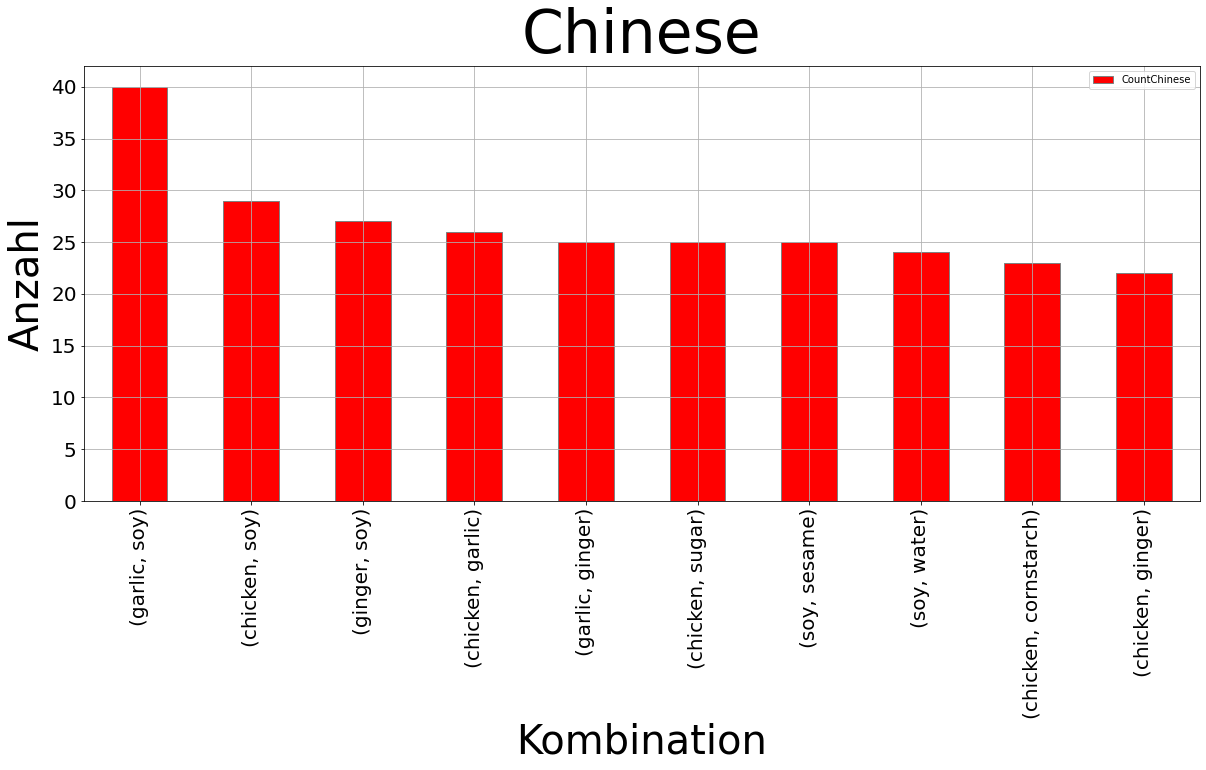 Chinese
CountChinese
Anzahl
40
35
30
25
20
15
10
5
0
(garlic, soy)
(chicken, soy)
(ginger, soy)
(chicken, garlic)
(garlic, ginger)
(chicken, sugar)
(soy, sesame)
(soy, water)
(chicken, cornstarch)
(chicken, ginger)
Kombination